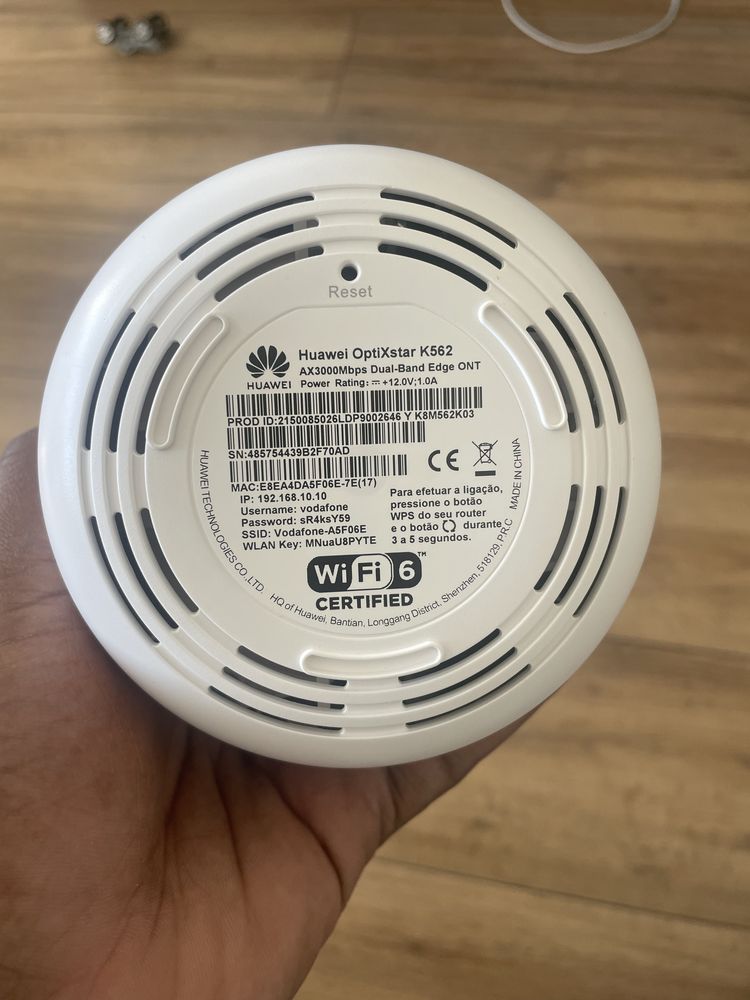 Reset
HUAWEI
Huawei OptiXstar K562
AX3000Mbps Dual-Band Edge ONT
Power Rating: ⎓ +12.0V;1.0A
PROD ID:2150085026LDP9002646 Y K8M562K03
SN:485754439B2F70AD
MAC:E8EA4DA5F06E-7E(17)
IP: 192.168.10.10
Username: vodafone
Password: sR4ksY59
SSID: Vodafone-A5F06E
WLAN Key: MNuaU8PYTE
CE
Para efetuar a ligação,
pressione o botão
WPS do seu router
e o botão durante
3 a 5 segundos.
Wi Fi 6™
CERTIFIED
HUAWEI TECHNOLOGIES CO., LTD. HQ of Huawei, Bantian, Longgang District, Shenzhen, 518129, P.R.C MADE IN CHINA